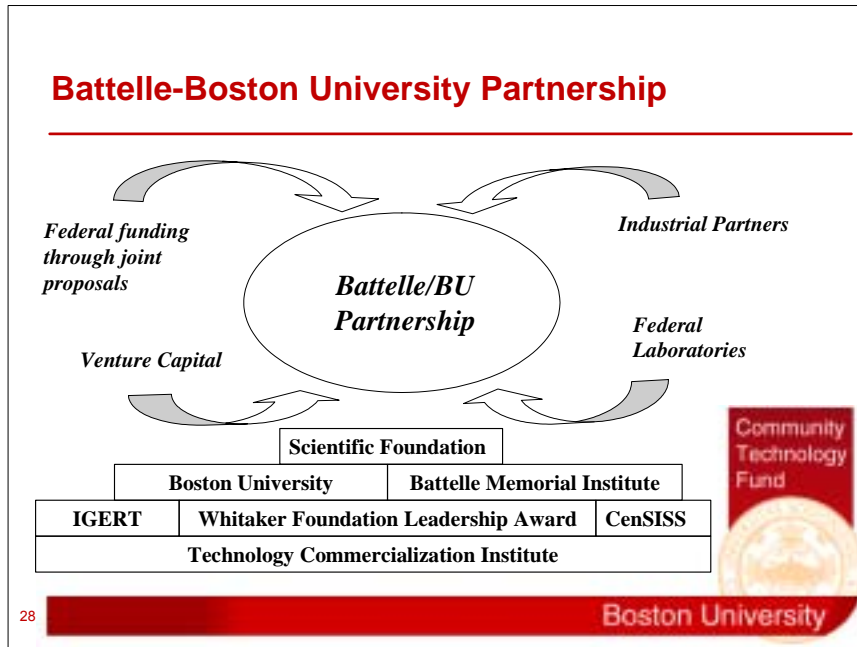 Battelle-Boston University Partnership
Federal funding
through joint
proposals
Industrial Partners
Battelle/BU
Partnership
Venture Capital
Federal
Laboratories
Scientific Foundation
Boston University
Battelle Memorial Institute
IGERT
Whitaker Foundation Leadership Award
CenSISS
Technology Commercialization Institute
Community
Technology
Fund
28
Boston University